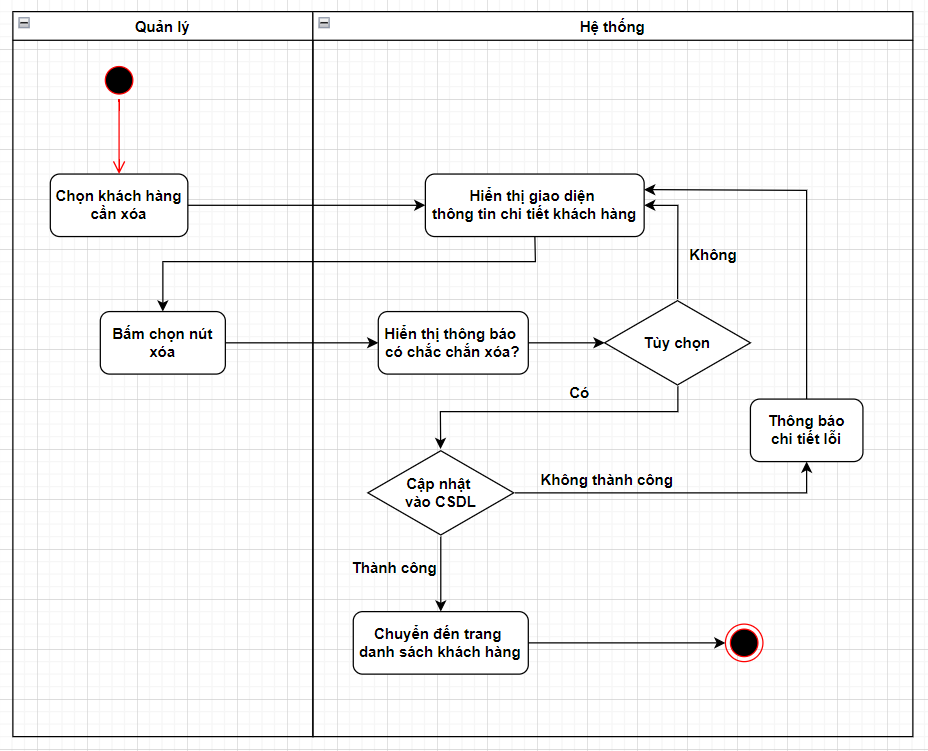 Quản lý
Hệ thống
Chọn khách hàng
cần xóa
Hiển thị giao diện
thông tin chi tiết khách hàng
Không
Bấm chọn nút
xóa
Hiển thị thông báo
có chắc chắn xóa?
Tùy chọn
Có
Thông báo
chi tiết lỗi
Cập nhật
vào CSDL
Không thành công
Thành công
Chuyển đến trang
danh sách khách hàng